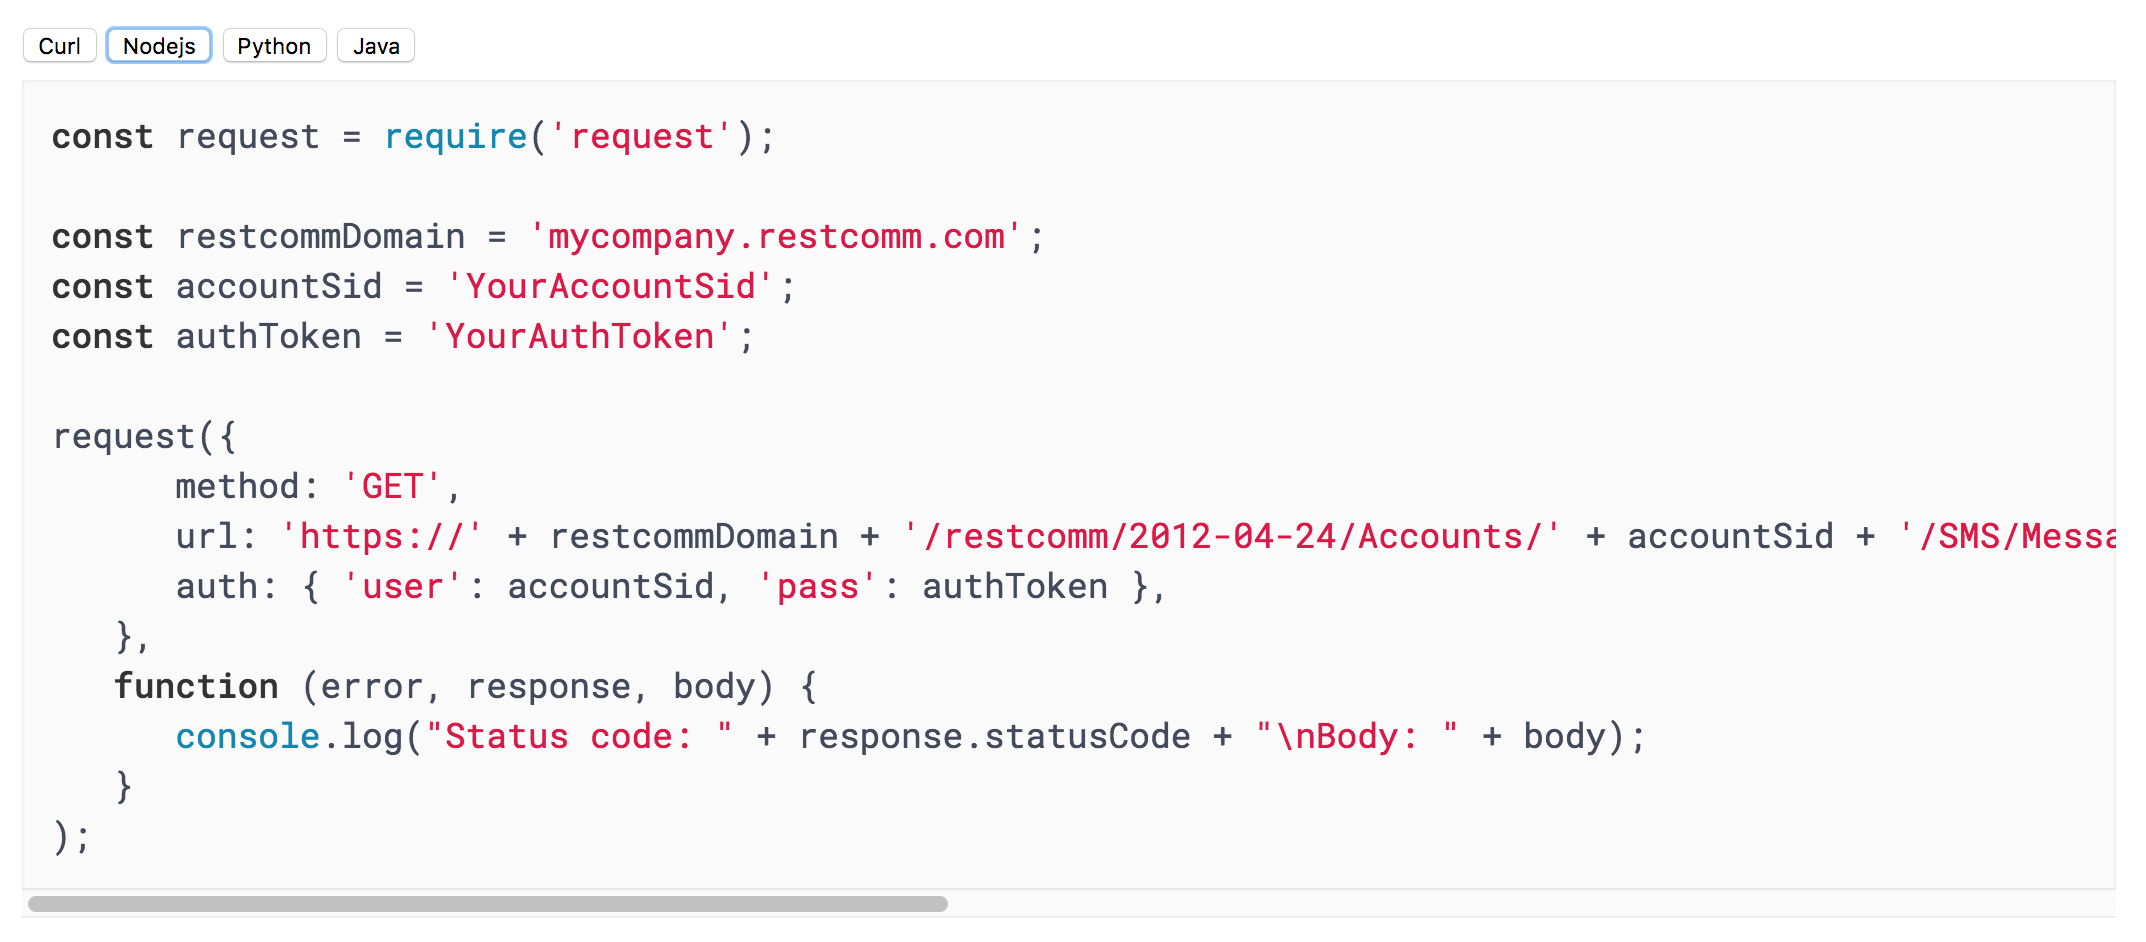 Curl Nodejs Python Java
const request = require('request');
const restcommDomain = 'mycompany.restcomm.com';
const accountSid = 'YourAccountSid';
const authToken = 'YourAuthToken';
request({
method: 'GET',
url: 'https://' + restcommDomain + '/restcomm/2012-04-24/Accounts/' + accountSid + '/SMS/Messa
auth: { 'user': accountSid, 'pass': authToken },
},
function (error, response, body) {
console.log("Status code: " + response.statusCode + "\nBody: " + body);
}
);